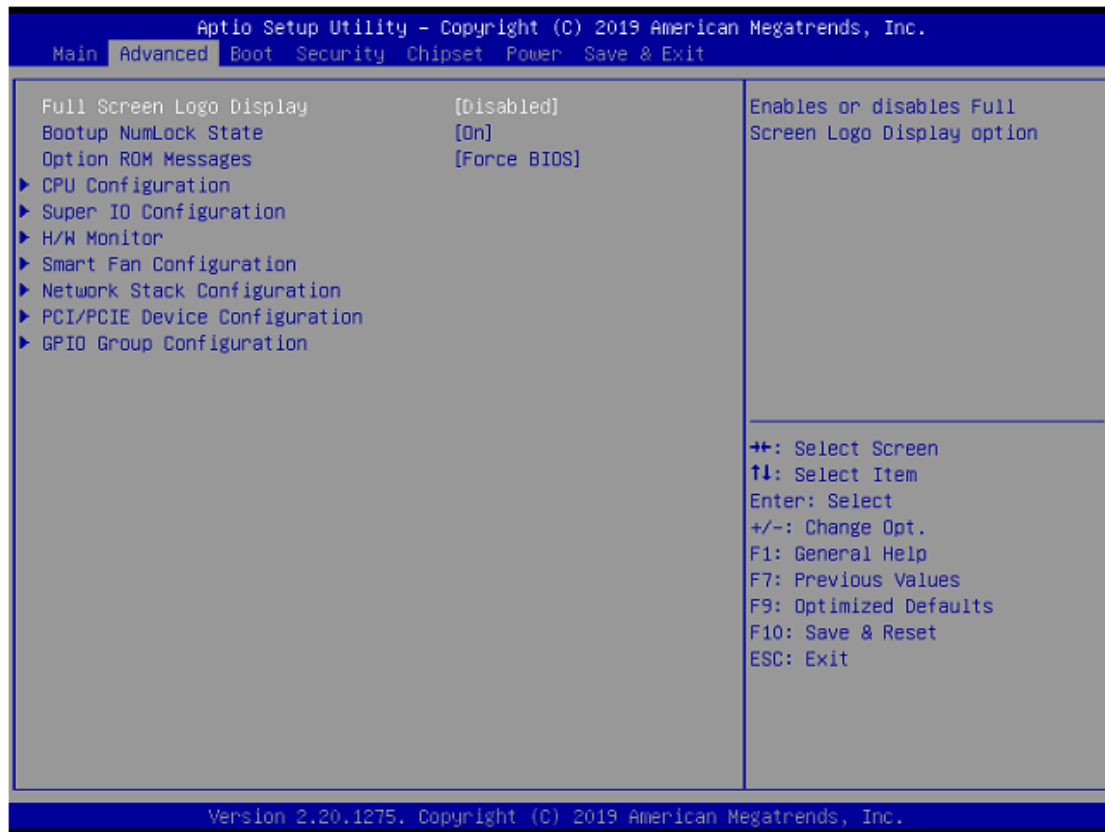 Aptio Setup Utility – Copyright (C) 2019 American Megatrends, Inc.
Main Advanced Boot Security Chipset Power Save & Exit
Full Screen Logo Display [Disabled]
Bootup NumLock State [On]
Option ROM Messages [Force BIOS]
CPU Configuration
Super IO Configuration
H/W Monitor
Smart Fan Configuration
Network Stack Configuration
PCI/PCIE Device Configuration
GPIO Group Configuration
Enables or disables Full
Screen Logo Display option
→←: Select Screen
↑↓: Select Item
Enter: Select
+/-: Change Opt.
F1: General Help
F7: Previous Values
F9: Optimized Defaults
F10: Save & Reset
ESC: Exit
Version 2.20.1275. Copyright (C) 2019 American Megatrends, Inc.